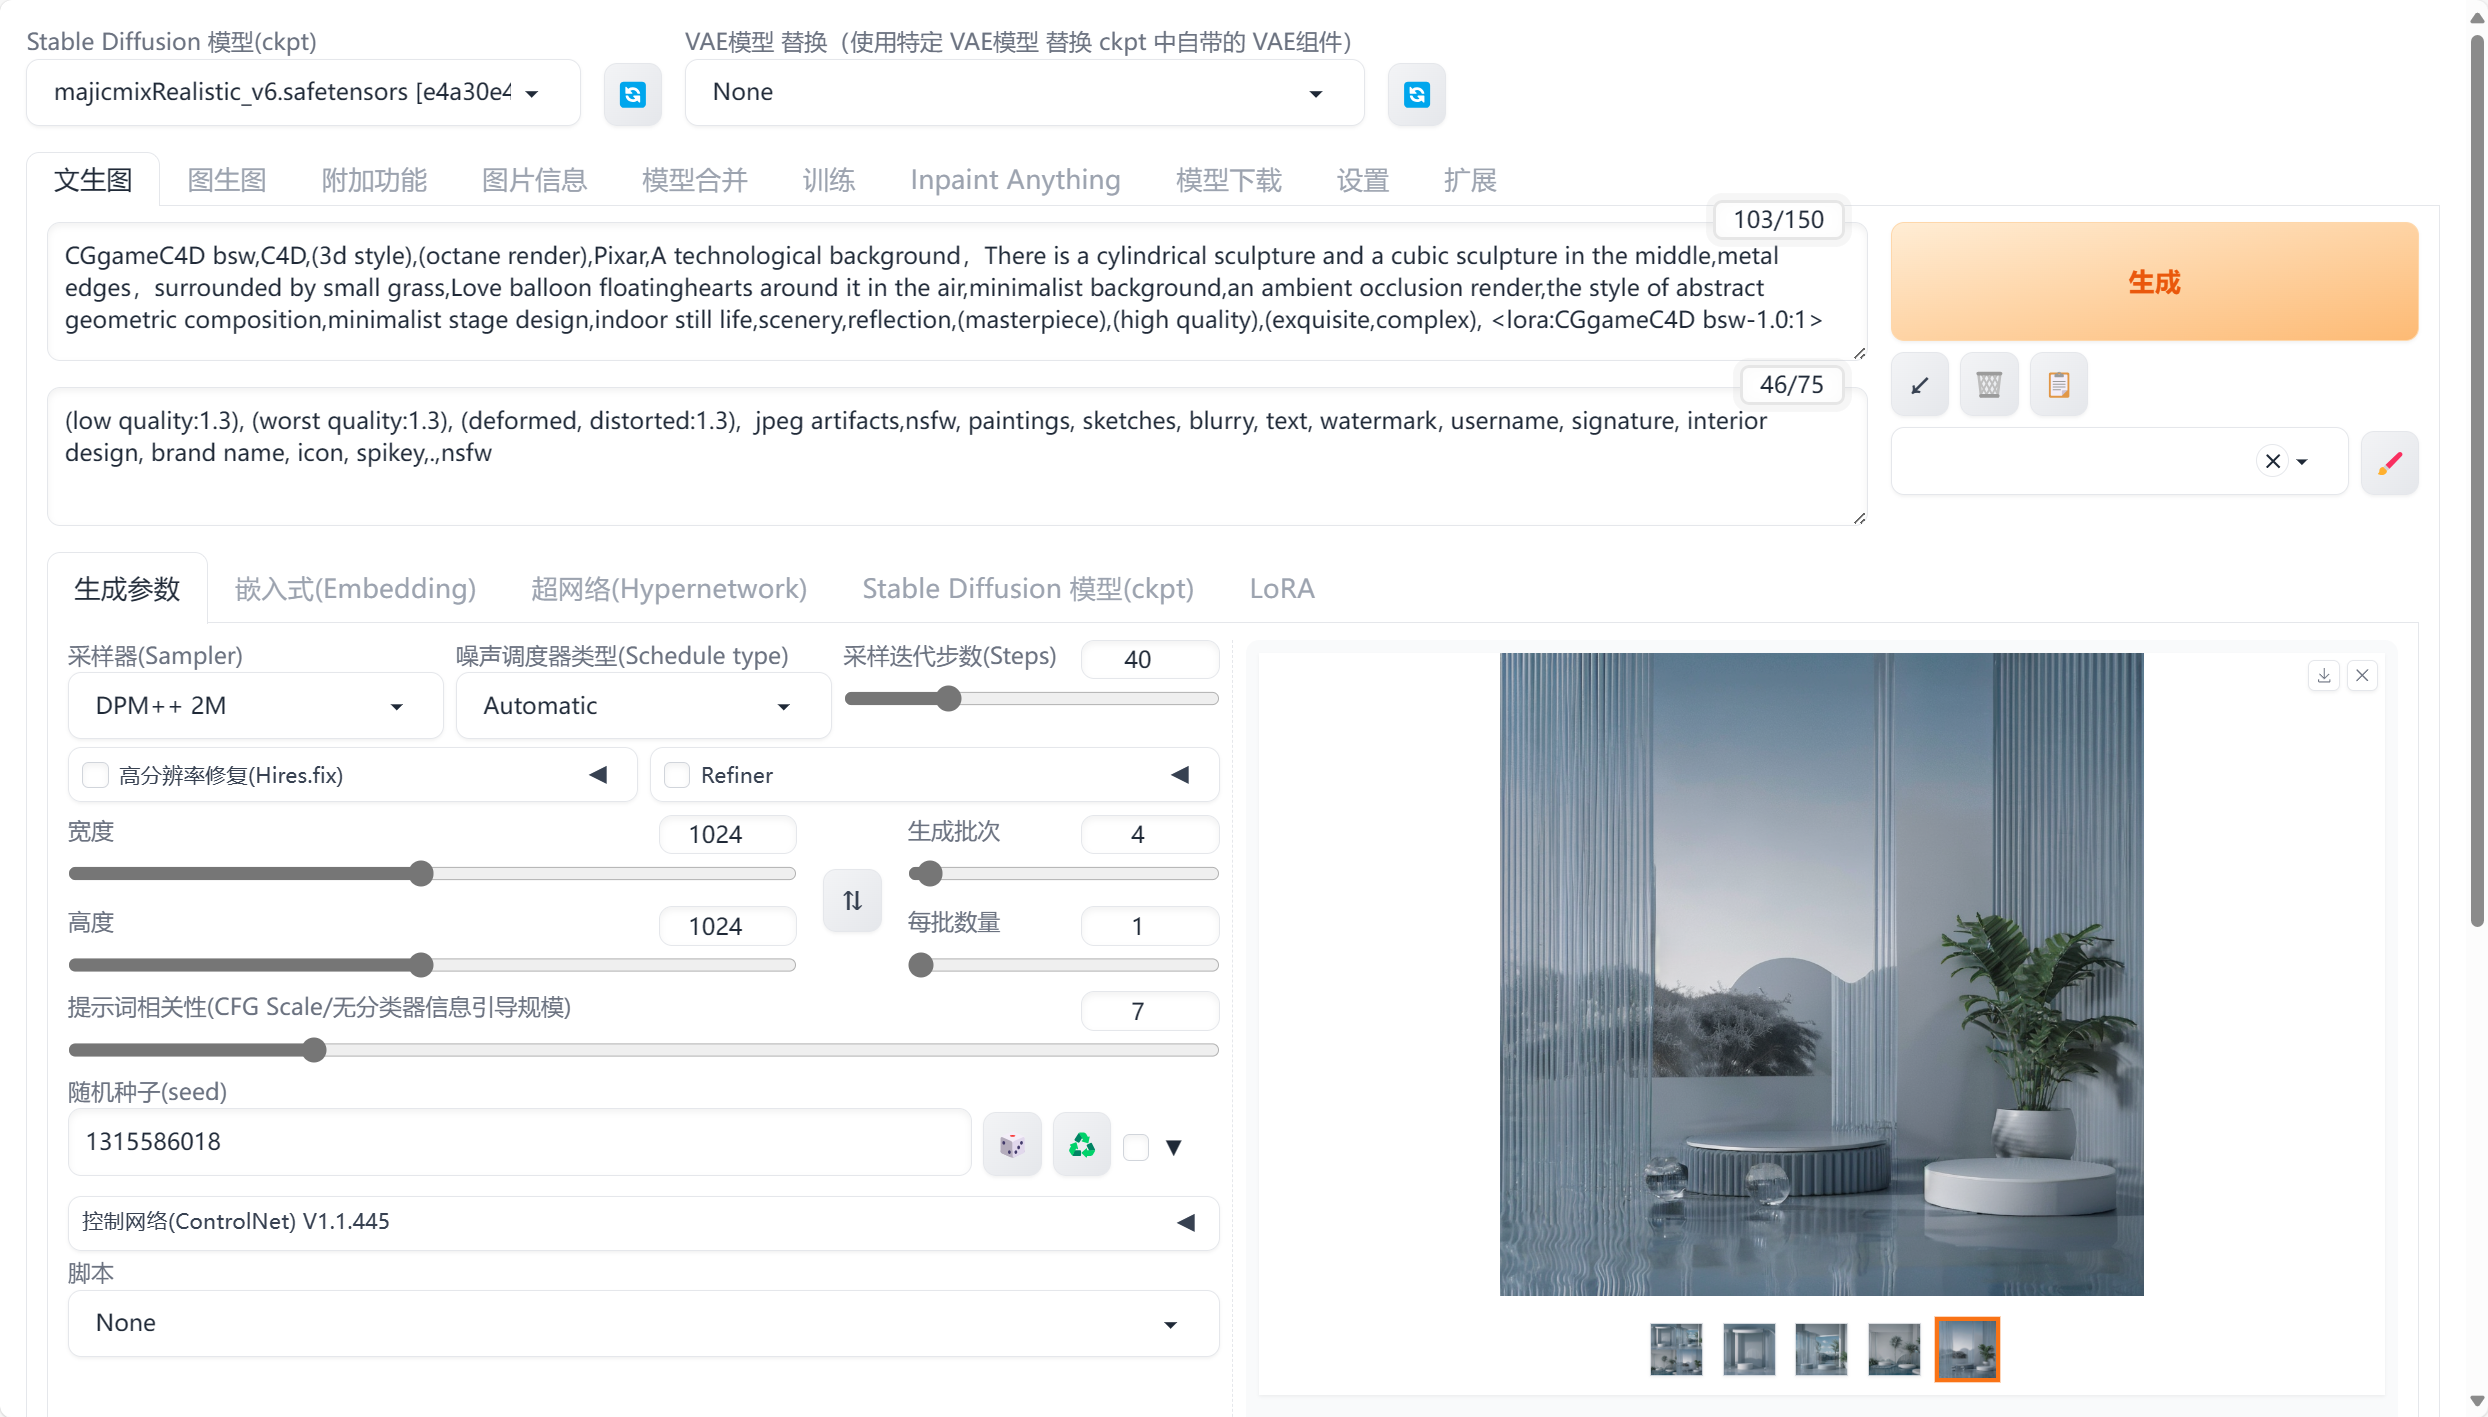 Stable Diffusion 模型(ckpt)
VAE模型 替换（使用特定 VAE模型 替换 ckpt 中自带的 VAE组件）
majicmixRealistic_v6.safetensors [e4a30e4
None
文生图
图生图
附加功能
图片信息
模型合并
训练
Inpaint Anything
模型下载
设置
扩展
103/150
CGgameC4D bsw,C4D,(3d style),(octane render),Pixar,A technological background，There is a cylindrical sculpture and a cubic sculpture in the middle,metal
edges，surrounded by small grass,Love balloon floatinghearts around it in the air,minimalist background,an ambient occlusion render,the style of abstract
geometric composition,minimalist stage design,indoor still life,scenery,reflection,(masterpiece),(high quality),(exquisite,complex), <lora:CGgameC4D bsw-1.0:1>
生成
46/75
(low quality:1.3), (worst quality:1.3), (deformed, distorted:1.3),  jpeg artifacts,nsfw, paintings, sketches, blurry, text, watermark, username, signature, interior
design, brand name, icon, spikey,.,nsfw
生成参数
嵌入式(Embedding)
超网络(Hypernetwork)
Stable Diffusion 模型(ckpt)
LoRA
采样器(Sampler)
噪声调度器类型(Schedule type)
采样迭代步数(Steps)
40
DPM++ 2M
Automatic
高分辨率修复(Hires.fix)
Refiner
宽度
1024
生成批次
4
高度
1024
每批数量
1
提示词相关性(CFG Scale/无分类器信息引导规模)
7
随机种子(seed)
1315586018
控制网络(ControlNet) V1.1.445
脚本
None